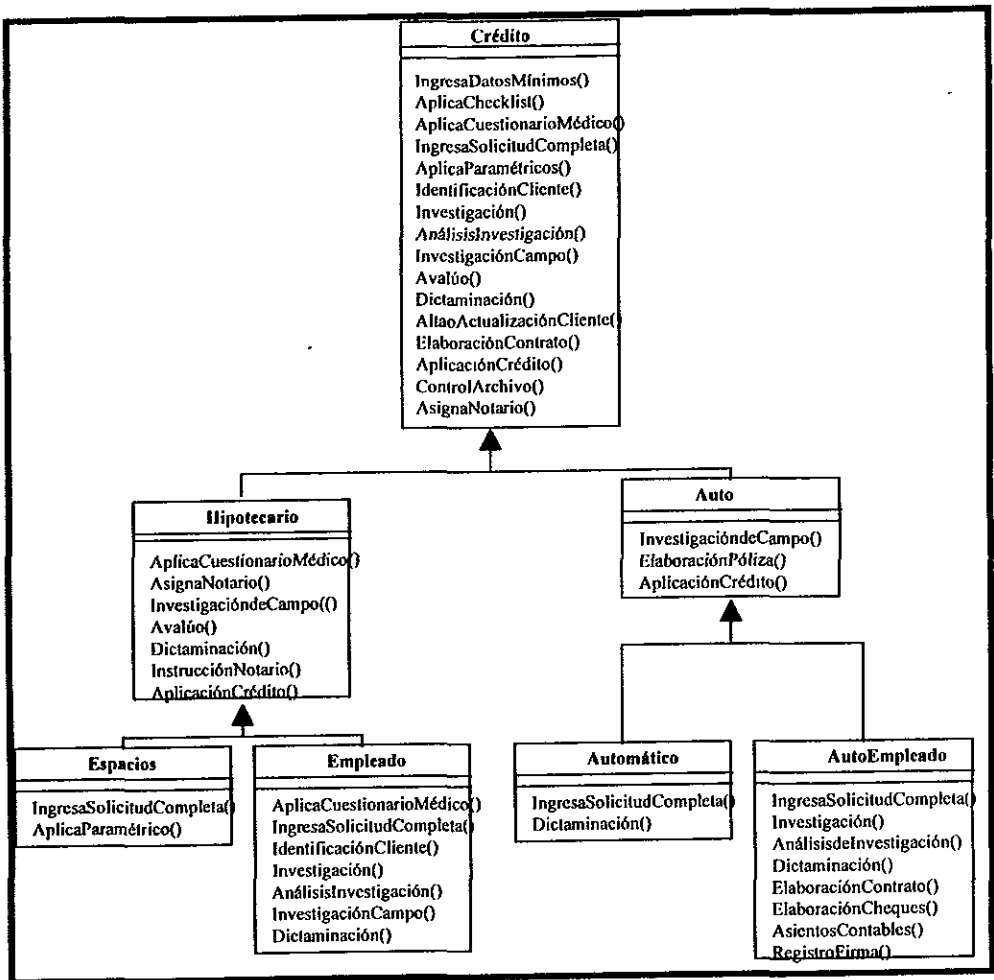 Crédito
IngresaDatosMínimos()
AplicaChecklist()
AplicaCuestionarioMédico()
IngresaSolicitudCompleta()
AplicaParamétricos()
IdentificaciónCliente()
Investigación()
AnálisisInvestigación()
InvestigaciónCampo()
Avalúo()
Dictaminación()
AltaoActualizaciónCliente()
ElaboraciónContrato()
AplicaciónCrédito()
ControlArchivo()
AsignaNotario()
Hipotecario
AplicaCuestionarioMédico()
AsignaNotario()
InvestigacióndeCampo(()
Avalúo()
Dictaminación()
InstrucciónNotario()
AplicaciónCrédito()
Auto
InvestigacióndeCampo()
ElaboraciónPóliza()
AplicaciónCrédito()
Espacios
IngresaSolicitudCompleta()
AplicaParamétrico()
Empleado
AplicaCuestionarioMédico()
IngresaSolicitudCompleta()
IdentificaciónCliente()
Investigación()
AnálisisInvestigación()
InvestigaciónCampo()
Dictaminación()
Automático
IngresaSolicitudCompleta()
Dictaminación()
AutoEmpleado
IngresaSolicitudCompleta()
Investigación()
AnálisisdeInvestigación()
Dictaminación()
ElaboraciónContrato()
ElaboraciónCheques()
AsientosContables()
RegistroFirma()